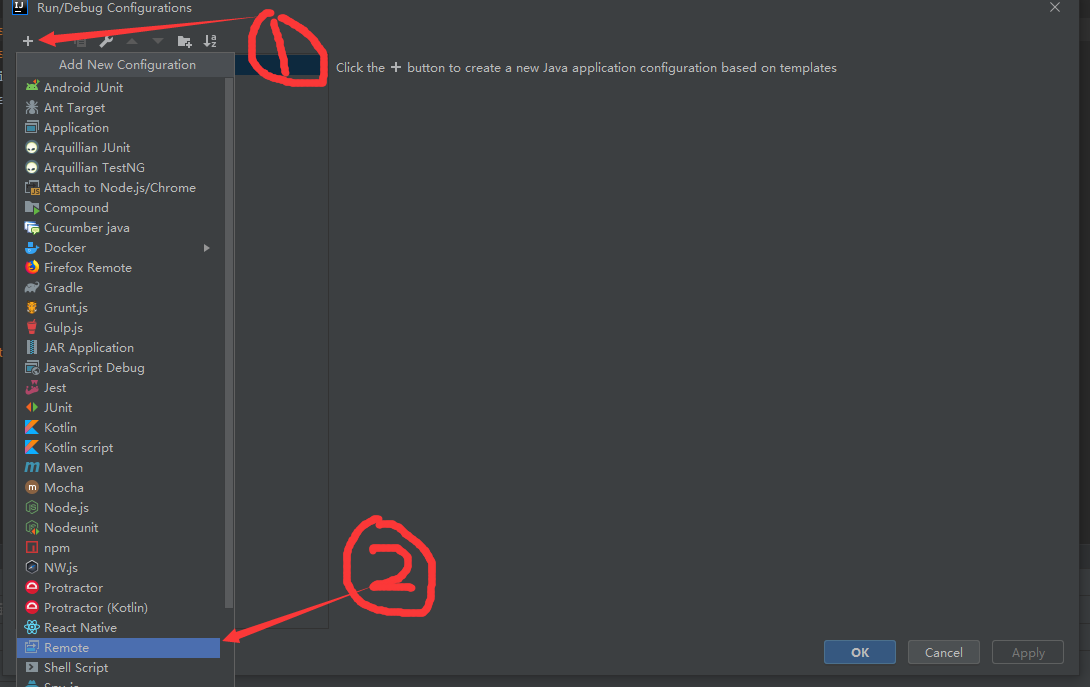 Run/Debug Configurations
Add New Configuration
1
Click the + button to create a new Java application configuration based on templates
Android JUnit
Ant Target
Application
Arquillian JUnit
Arquillian TestNG
Attach to Node.js/Chrome
Compound
Cucumber java
Docker
Firefox Remote
Gradle
Grunt.js
Gulp.js
JAR Application
JavaScript Debug
Jest
JUnit
Kotlin
Kotlin script
Maven
Mocha
Node.js
Nodeunit
npm
NW.js
2
Protractor
Protractor (Kotlin)
React Native
Remote
Shell Script
OK Cancel Apply